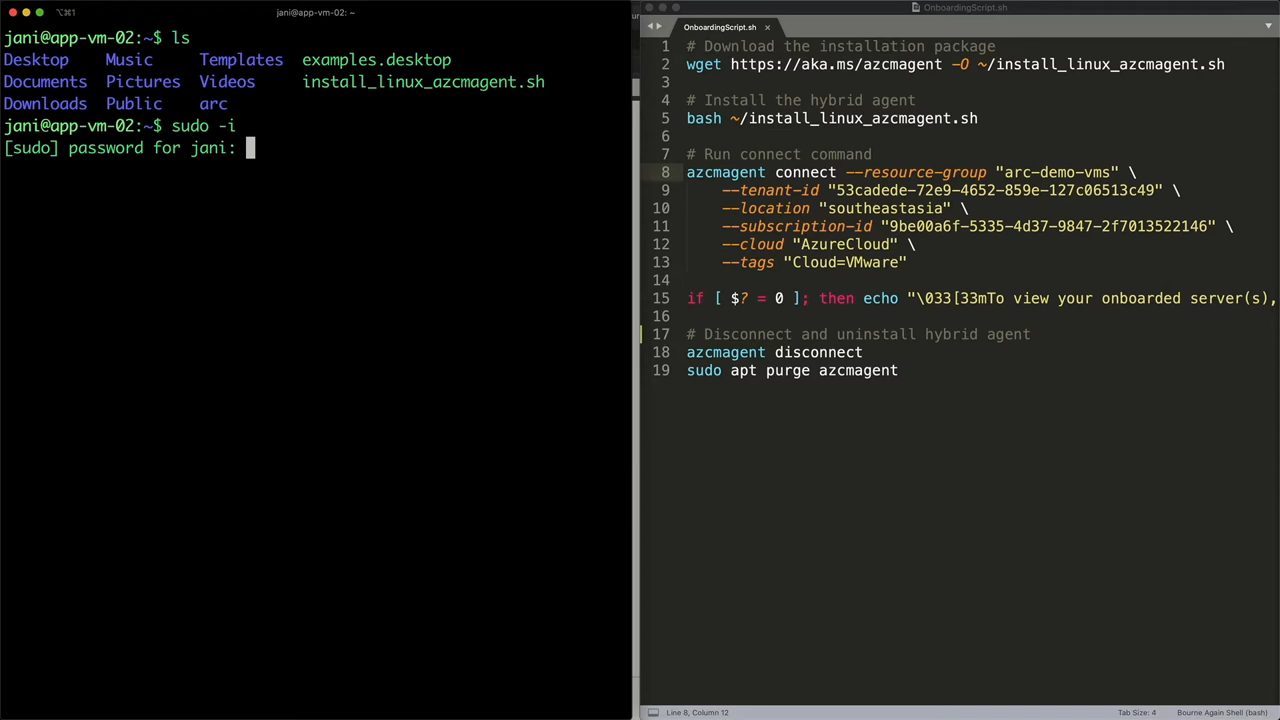 ⌥⌘1
jani@app-vm-02: ~
jani@app-vm-02:~$ ls
Desktop Music Templates examples.desktop
Documents Pictures Videos install_linux_azcmagent.sh
Downloads Public arc
jani@app-vm-02:~$ sudo -i
[sudo] password for jani:
OnboardingScript.sh
OnboardingScript.sh ×
1 # Download the installation package
2 wget https://aka.ms/azcmagent -O ~/install_linux_azcmagent.sh
3
4 # Install the hybrid agent
5 bash ~/install_linux_azcmagent.sh
6
7 # Run connect command
8 azcmagent connect --resource-group "arc-demo-vms" \
9 --tenant-id "53cadede-72e9-4652-859e-127c06513c49" \
10 --location "southeastasia" \
11 --subscription-id "9be00a6f-5335-4d37-9847-2f7013522146" \
12 --cloud "AzureCloud" \
13 --tags "Cloud=VMware"
14
15 if [ $? = 0 ]; then echo "\033[33mTo view your onboarded server(s),
16
17 # Disconnect and uninstall hybrid agent
18 azcmagent disconnect
19 sudo apt purge azcmagent
Line 8, Column 12
Tab Size: 4
Bourne Again Shell (bash)